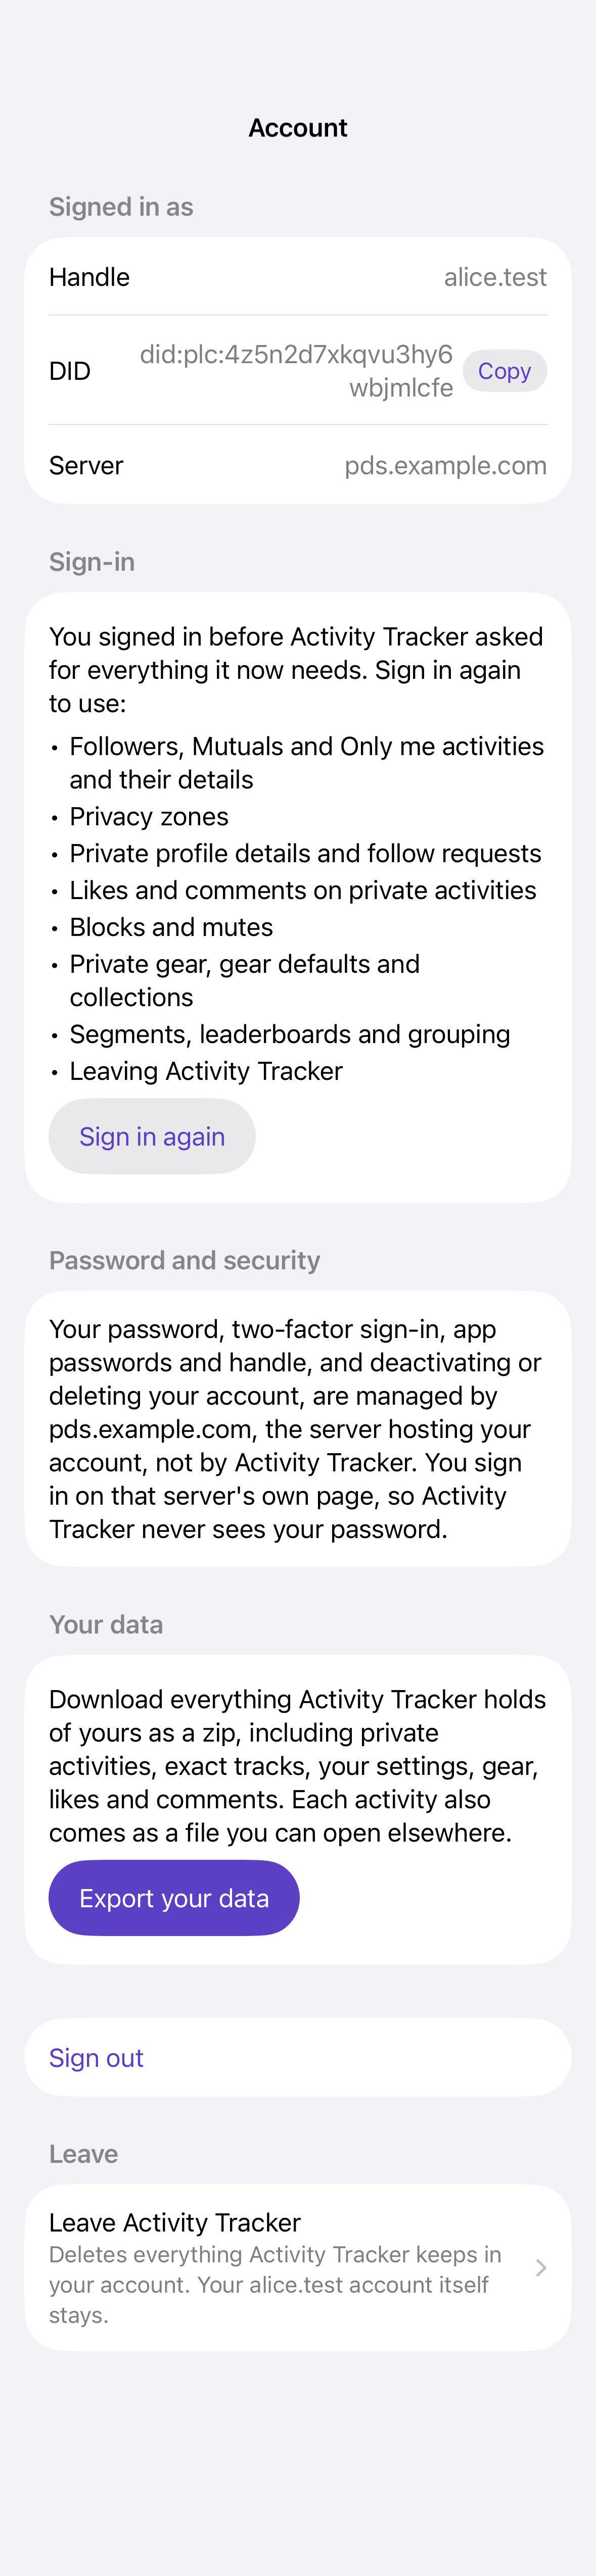 Account
Signed in as
Handle alice.test
DID did:plc:4z5n2d7xkqvu3hy6
wbjmlcfe Copy
Server pds.example.com
Sign-in
You signed in before Activity Tracker asked
for everything it now needs. Sign in again
to use:
• Followers, Mutuals and Only me activities
and their details
• Privacy zones
• Private profile details and follow requests
• Likes and comments on private activities
• Blocks and mutes
• Private gear, gear defaults and
collections
• Segments, leaderboards and grouping
• Leaving Activity Tracker
Sign in again
Password and security
Your password, two-factor sign-in, app
passwords and handle, and deactivating or
deleting your account, are managed by
pds.example.com, the server hosting your
account, not by Activity Tracker. You sign
in on that server's own page, so Activity
Tracker never sees your password.
Your data
Download everything Activity Tracker holds
of yours as a zip, including private
activities, exact tracks, your settings, gear,
likes and comments. Each activity also
comes as a file you can open elsewhere.
Export your data
Sign out
Leave
Leave Activity Tracker
Deletes everything Activity Tracker keeps in
your account. Your alice.test account itself
stays.